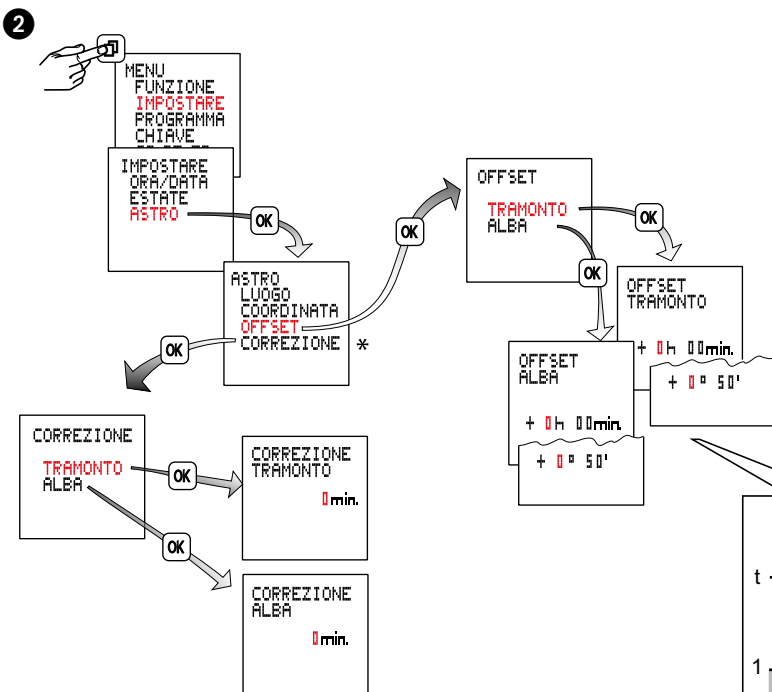 2
MENU
FUNZIONE
IMPOSTARE
PROGRAMMA
CHIAVE
IMPOSTARE
ORA/DATA
ESTATE
ASTRO
OK
ASTRO
LUOGO
COORDINATA
OFFSET
CORREZIONE *
OK
OFFSET
TRAMONTO
ALBA
OK
OK
OFFSET
TRAMONTO
+ 0h 00min.
+ 0° 50'
OFFSET
ALBA
+ 0h 00min.
+ 0° 50'
OK
CORREZIONE
TRAMONTO
ALBA
OK
OK
CORREZIONE
TRAMONTO
0min.
CORREZIONE
ALBA
0min.
t
1